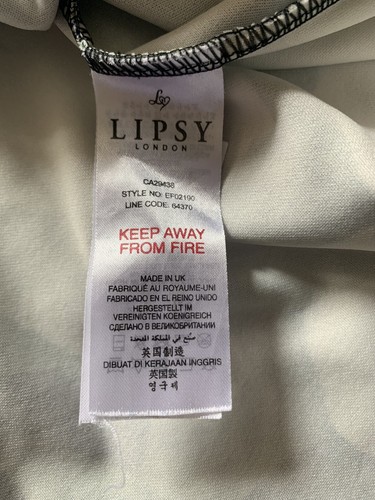 LIPSY
LONDON
CA29438
STYLE NO: EF02190
LINE CODE: 64370
KEEP AWAY
FROM FIRE
MADE IN UK
FABRIQUÉ AU ROYAUME-UNI
FABRICADO EN EL REINO UNIDO
HERGESTELLT IM
VEREINIGTEN KOENIGREICH
СДЕЛАНО В ВЕЛИКОБРИТАНИИ
صنع في المملكة المتحدة
英国制造
DIBUAT DI KERAJAAN INGGRIS
英国製
영국제